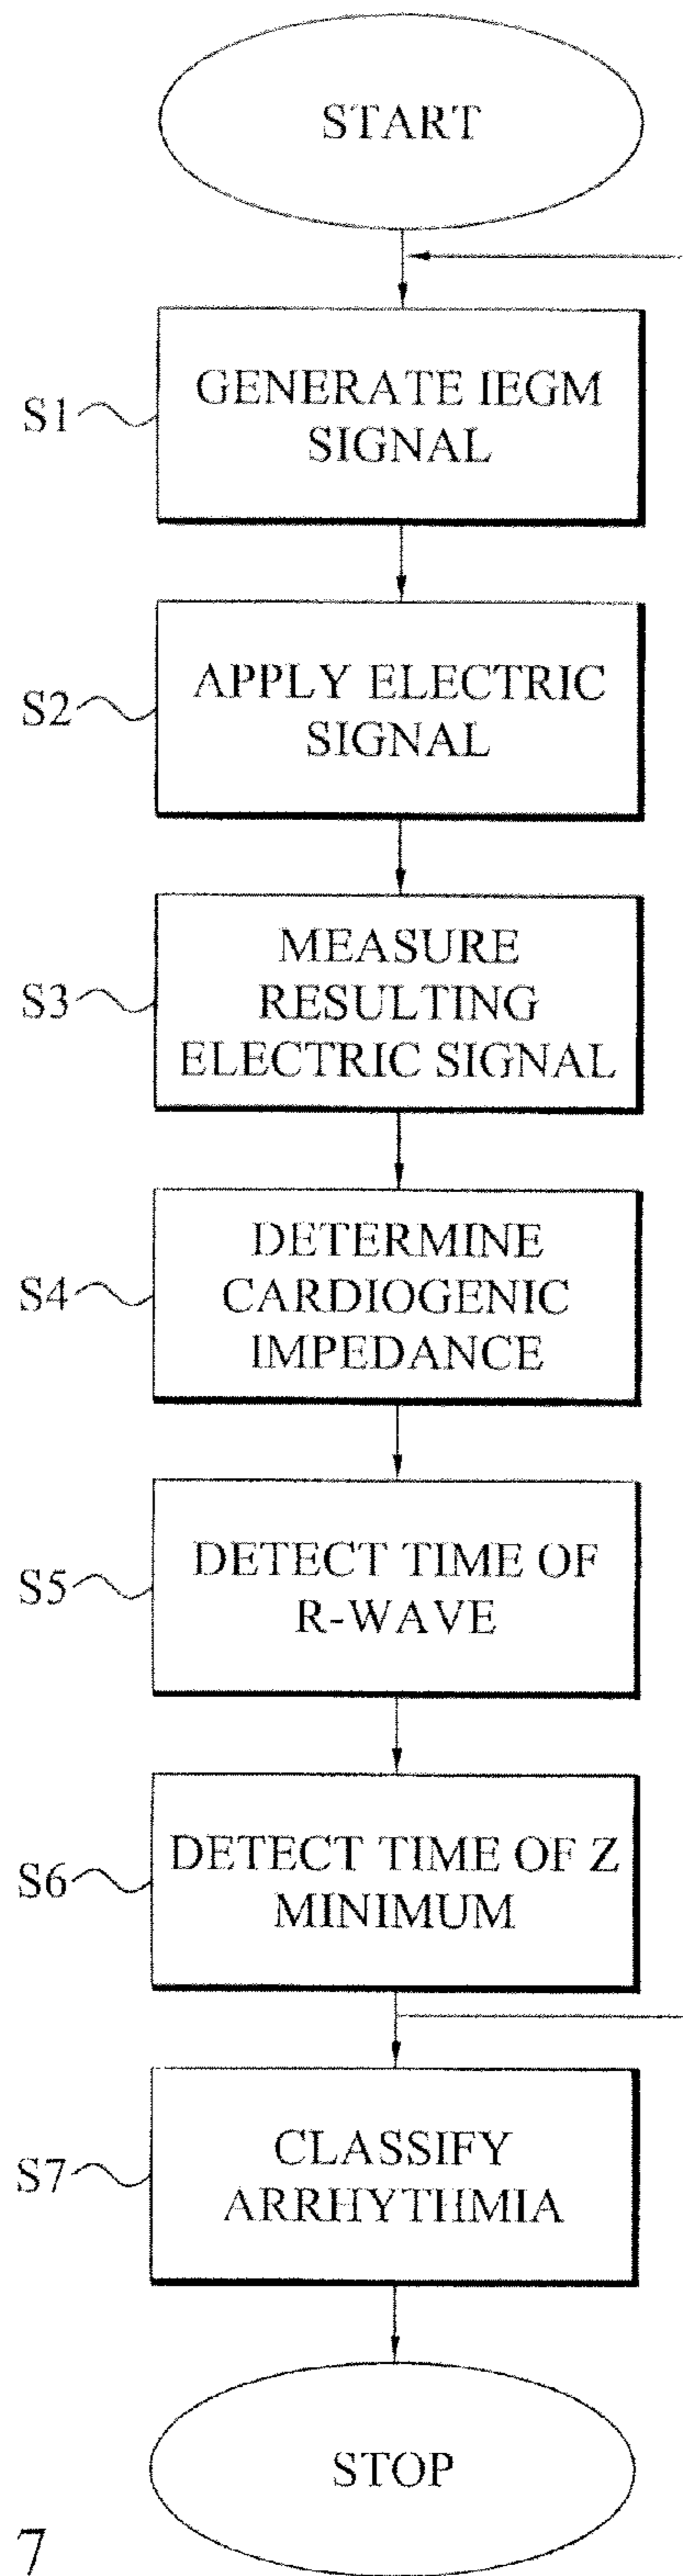 START
S1
GENERATE IEGM
SIGNAL
S2
APPLY ELECTRIC
SIGNAL
S3
MEASURE
RESULTING
ELECTRIC SIGNAL
S4
DETERMINE
CARDIOGENIC
IMPEDANCE
S5
DETECT TIME OF
R-WAVE
S6
DETECT TIME OF Z
MINIMUM
S7
CLASSIFY
ARRHYTHMIA
STOP
7